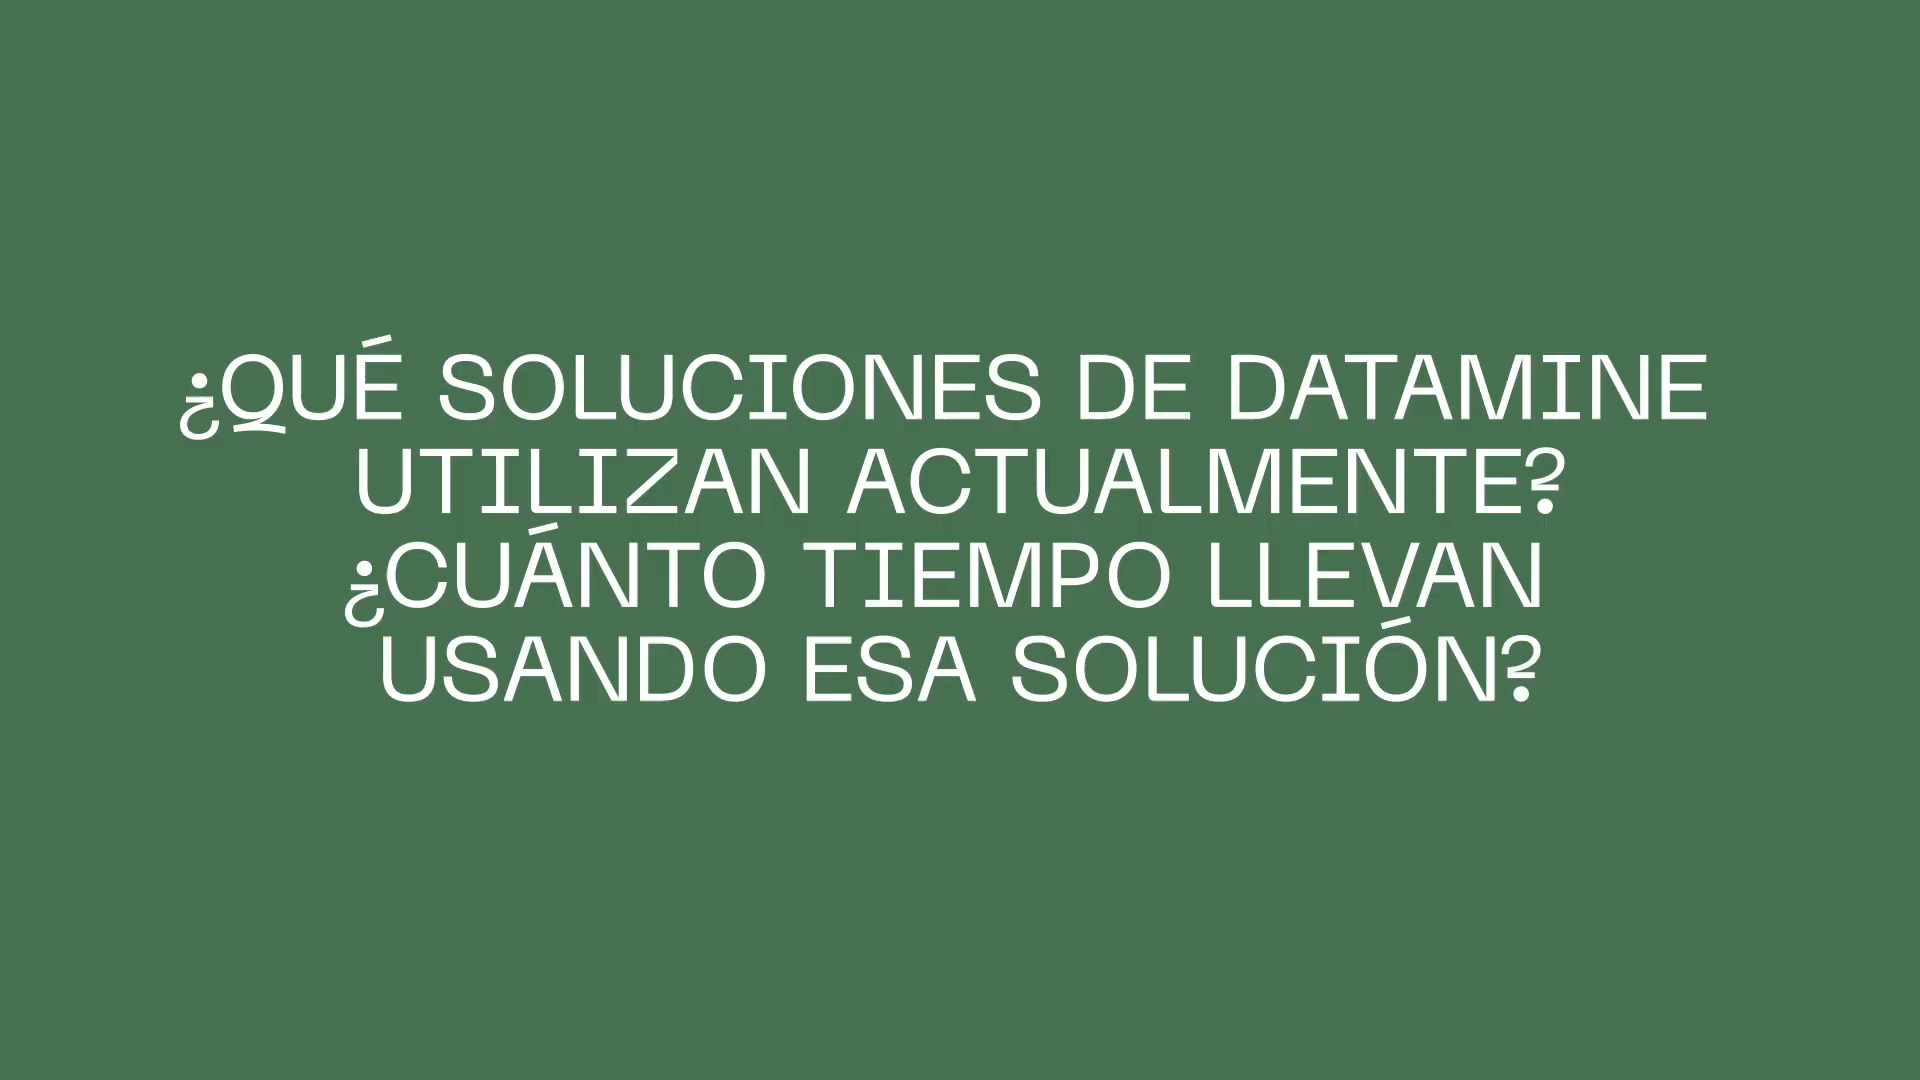 ¿QUÉ SOLUCIONES DE DATAMINE
UTILIZAN ACTUALMENTE?
¿CUÁNTO TIEMPO LLEVAN
USANDO ESA SOLUCIÓN?